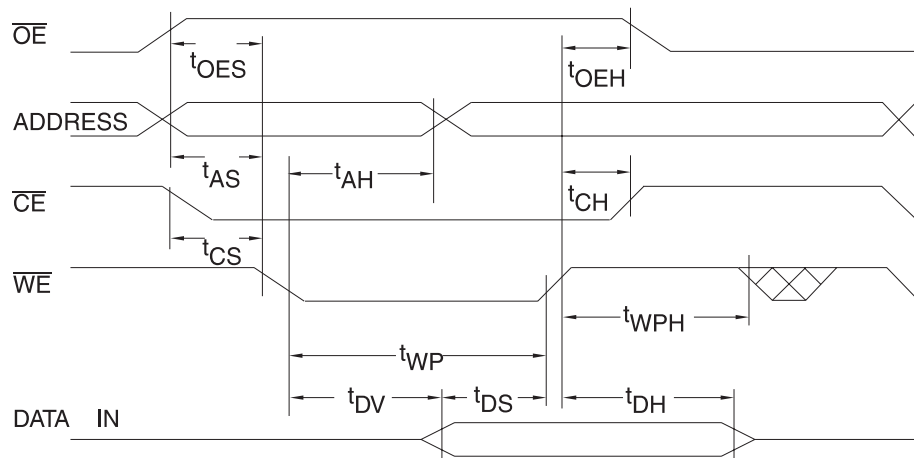 OE
tOES
tOEH
ADDRESS
tAS
tAH
tCH
CE
tCS
WE
tWPH
tWP
tDV
tDS
tDH
DATA IN